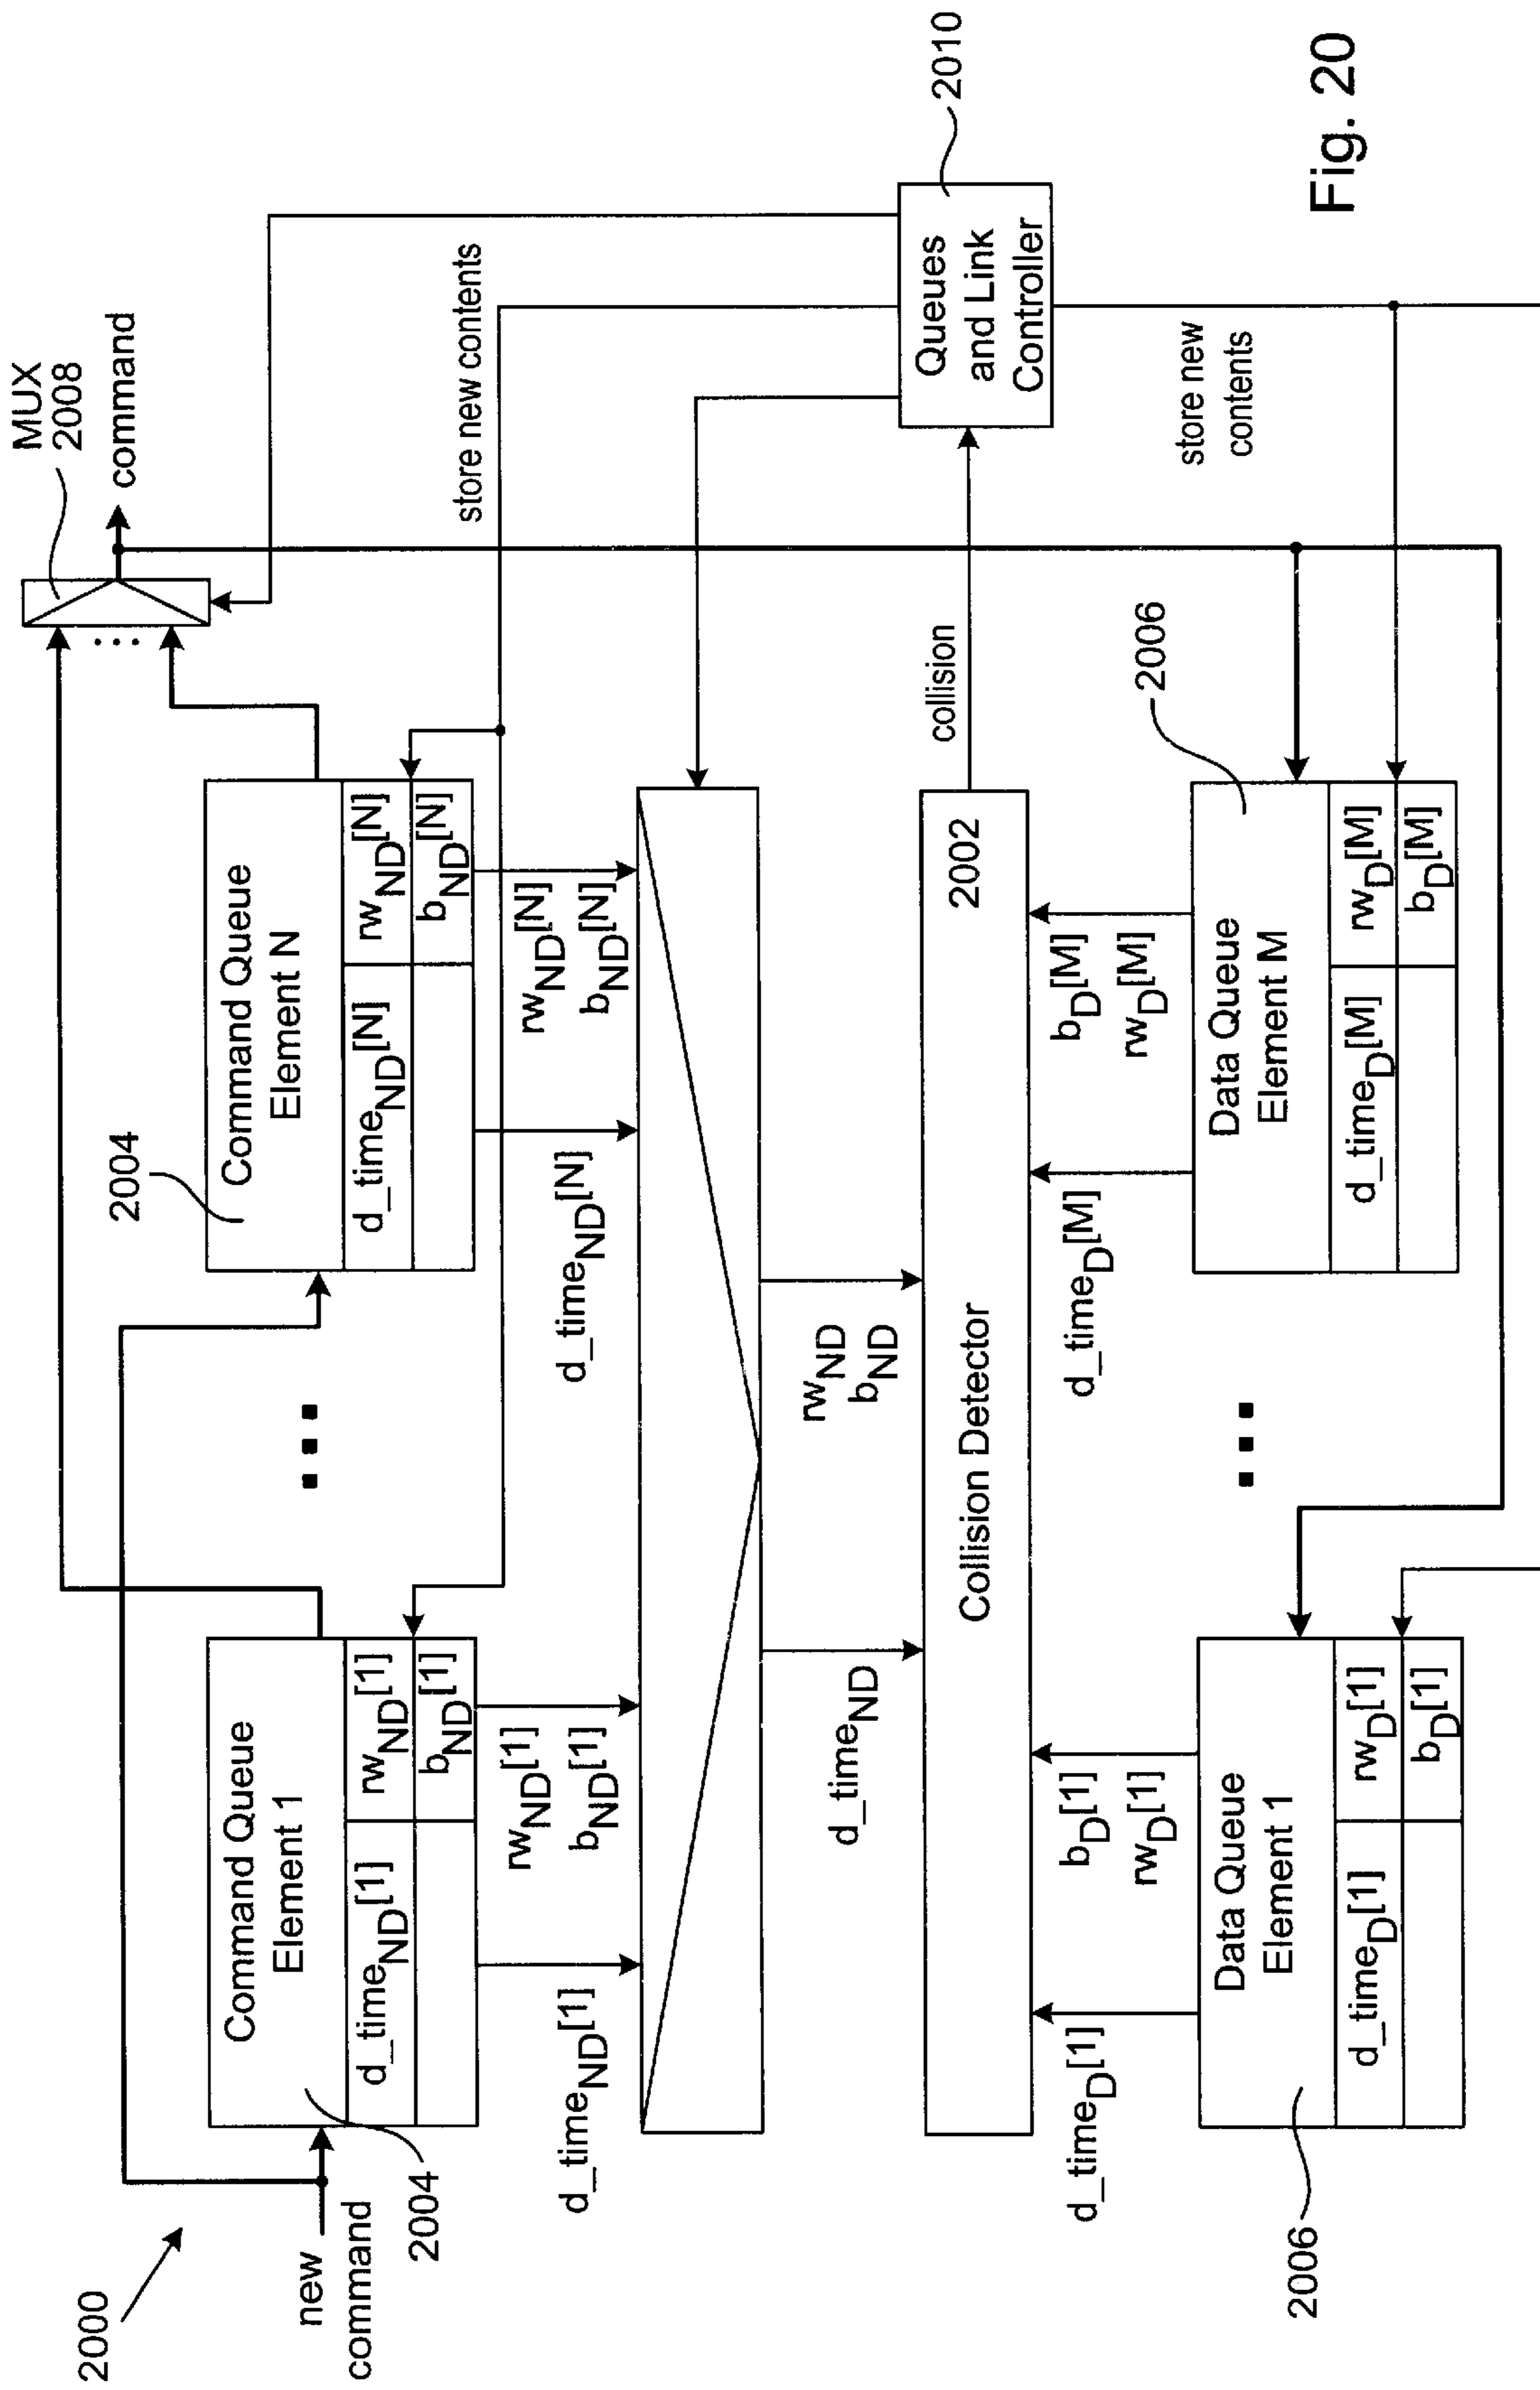 2000
new
command
2004
Command Queue
Element 1
d_timeND[1]
rwND[1]
bND[1]
2004
Command Queue
Element N
d_timeND[N]
rwND[N]
bND[N]
MUX
2008
command
store new contents
d_timeND[1]
rwND[1]
bND[1]
d_timeND[N]
rwND[N]
bND[N]
d_timeND
rwND
bND
Collision Detector
2002
collision
Queues
and Link
Controller
2010
d_timeD[1]
bD[1]
rwD[1]
d_timeD[M]
bD[M]
rwD[M]
store new
contents
2006
Data Queue
Element 1
d_timeD[1]
rwD[1]
bD[1]
2006
Data Queue
Element M
d_timeD[M]
rwD[M]
bD[M]
Fig. 20